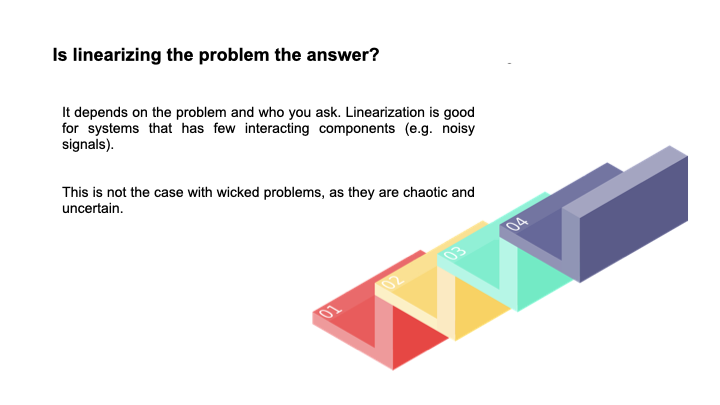 Is linearizing the problem the answer?
It depends on the problem and who you ask. Linearization is good
for systems that has few interacting components (e.g. noisy
signals).
This is not the case with wicked problems, as they are chaotic and
uncertain.
04
03
02
01